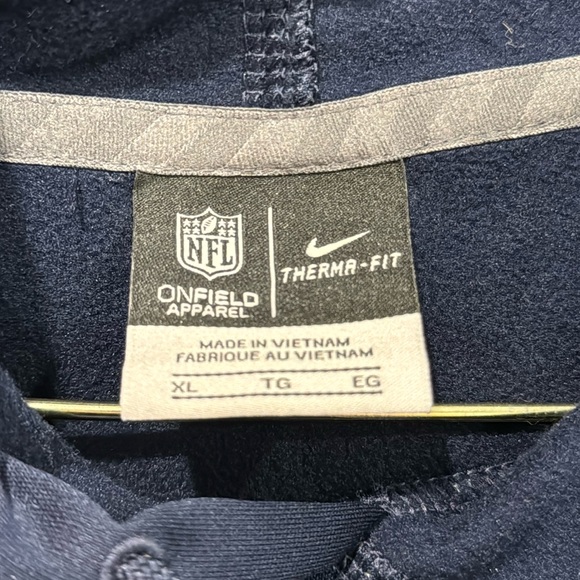 NFL
THERMA-FIT
ONFIELD
APPAREL
MADE IN VIETNAM
FABRIQUE AU VIETNAM
XL TG EG